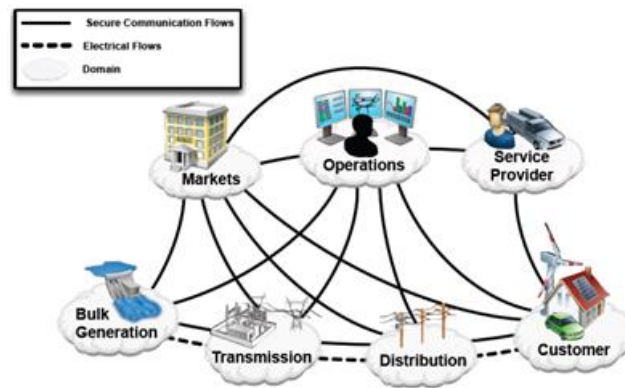 Secure Communication Flows
Electrical Flows
Domain
Markets
Operations
Service
Provider
Bulk
Generation
Transmission
Distribution
Customer